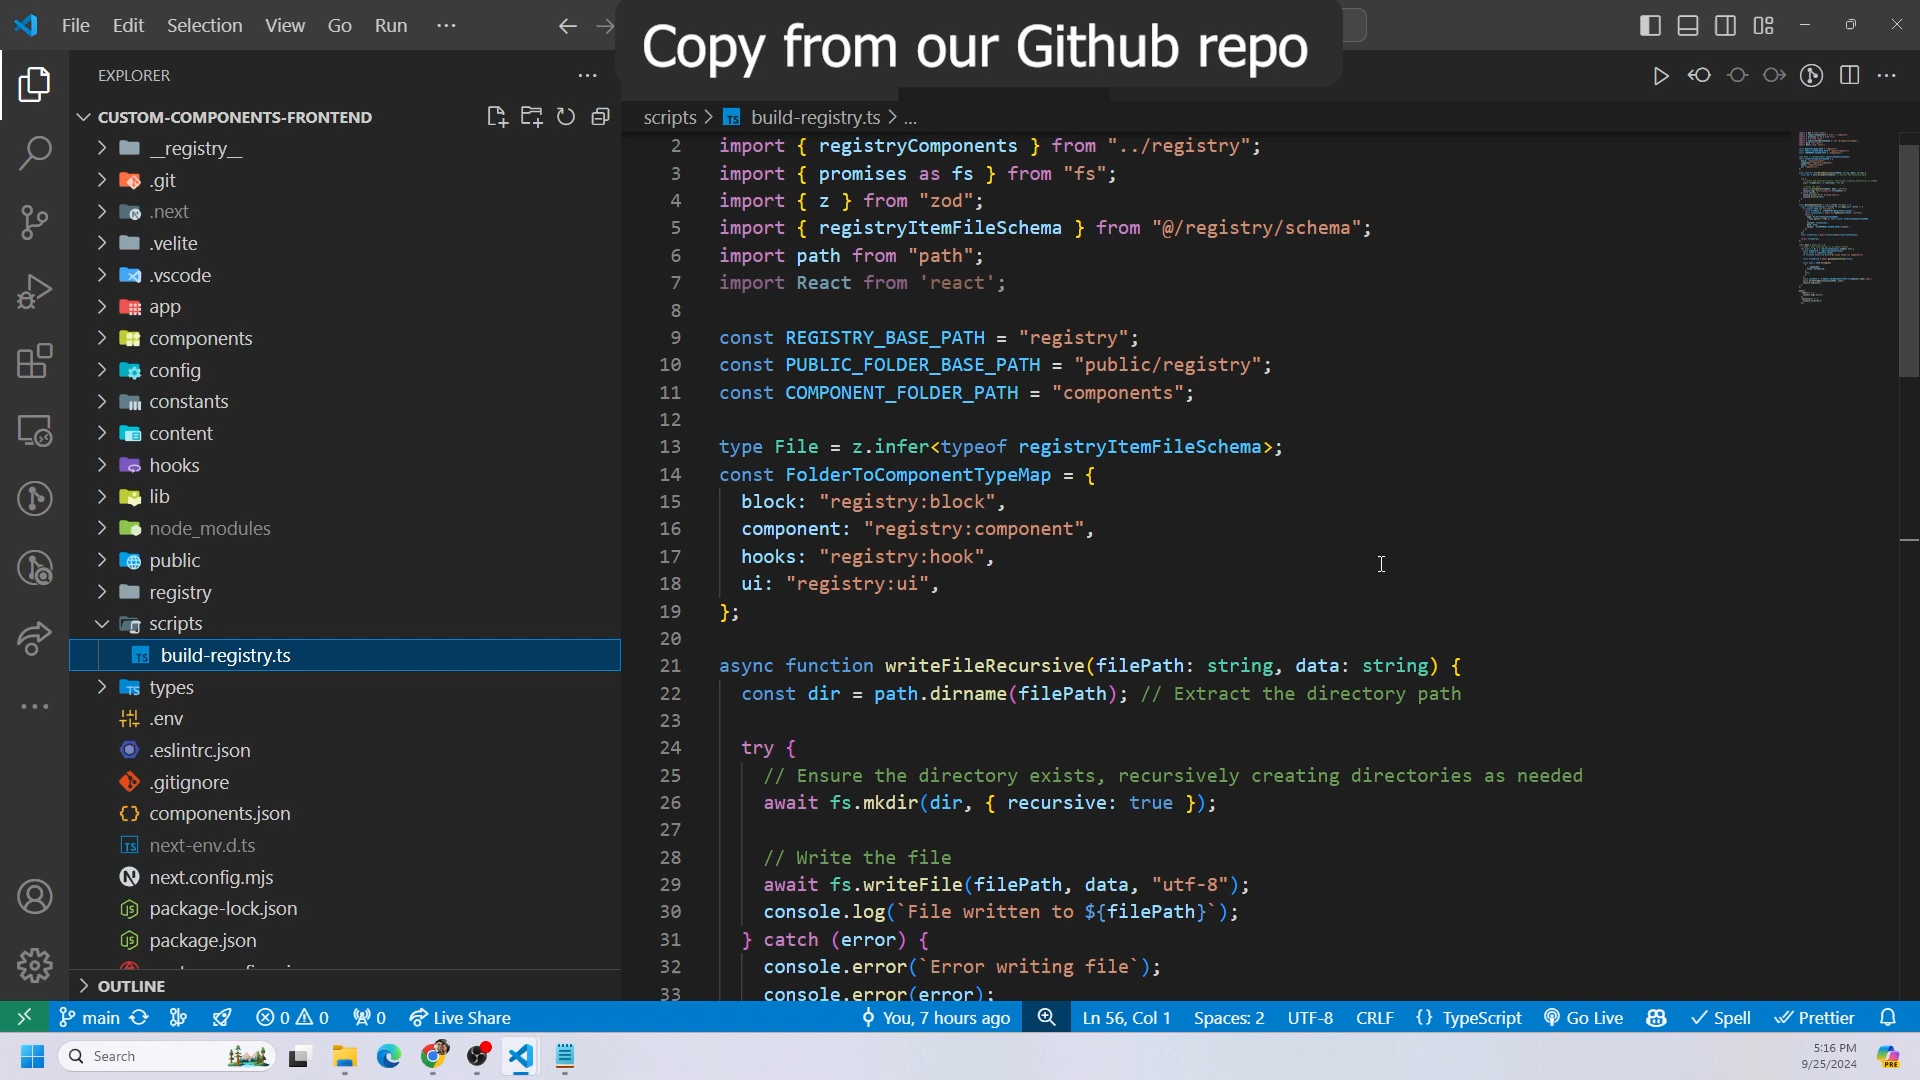 File Edit Selection View Go Run ···
Copy from our Github repo
EXPLORER
CUSTOM-COMPONENTS-FRONTEND
__registry__
.git
.next
.velite
.vscode
app
components
config
constants
content
hooks
lib
node_modules
public
registry
scripts
build-registry.ts
types
.env
.eslintrc.json
.gitignore
components.json
next-env.d.ts
next.config.mjs
package-lock.json
package.json
OUTLINE
scripts > build-registry.ts > ...
2 import { registryComponents } from "../registry";
3 import { promises as fs } from "fs";
4 import { z } from "zod";
5 import { registryItemFileSchema } from "@/registry/schema";
6 import path from "path";
7 import React from 'react';
8
9 const REGISTRY_BASE_PATH = "registry";
10 const PUBLIC_FOLDER_BASE_PATH = "public/registry";
11 const COMPONENT_FOLDER_PATH = "components";
12
13 type File = z.infer<typeof registryItemFileSchema>;
14 const FolderToComponentTypeMap = {
15 block: "registry:block",
16 component: "registry:component",
17 hooks: "registry:hook",
18 ui: "registry:ui",
19 };
20
21 async function writeFileRecursive(filePath: string, data: string) {
22 const dir = path.dirname(filePath); // Extract the directory path
23
24 try {
25 // Ensure the directory exists, recursively creating directories as needed
26 await fs.mkdir(dir, { recursive: true });
27
28 // Write the file
29 await fs.writeFile(filePath, data, "utf-8");
30 console.log(`File written to ${filePath}`);
31 } catch (error) {
32 console.error(`Error writing file`);
33 console.error(error);
main 0 0 0 Live Share You, 7 hours ago Ln 56, Col 1 Spaces: 2 UTF-8 CRLF {} TypeScript Go Live Spell Prettier
Search
5:16 PM
9/25/2024